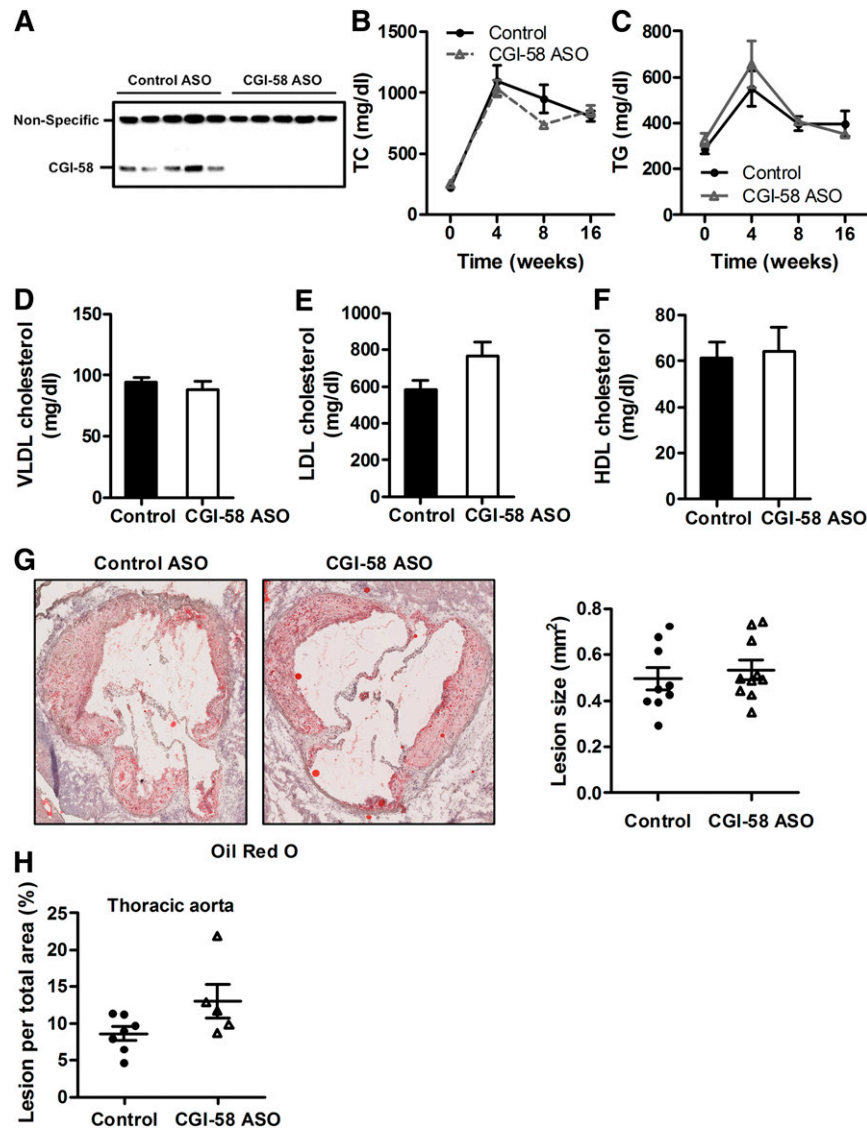 A
Control ASO CGI-58 ASO
Non-Specific
CGI-58
B
TC (mg/dl)
1500
1000
500
0
Control
CGI-58 ASO
0 4 8 16
Time (weeks)
C
TG (mg/dl)
800
600
400
200
0
Control
CGI-58 ASO
0 4 8 16
Time (weeks)
D
VLDL cholesterol
(mg/dl)
150
100
50
0
Control CGI-58 ASO
E
LDL cholesterol
(mg/dl)
1000
800
600
400
200
0
Control CGI-58 ASO
F
HDL cholesterol
(mg/dl)
80
60
40
20
0
Control CGI-58 ASO
G
Control ASO CGI-58 ASO
Oil Red O
Lesion size (mm²)
0.8
0.6
0.4
0.2
0.0
Control CGI-58 ASO
H
Thoracic aorta
Lesion per total area (%)
25
20
15
10
5
0
Control CGI-58 ASO